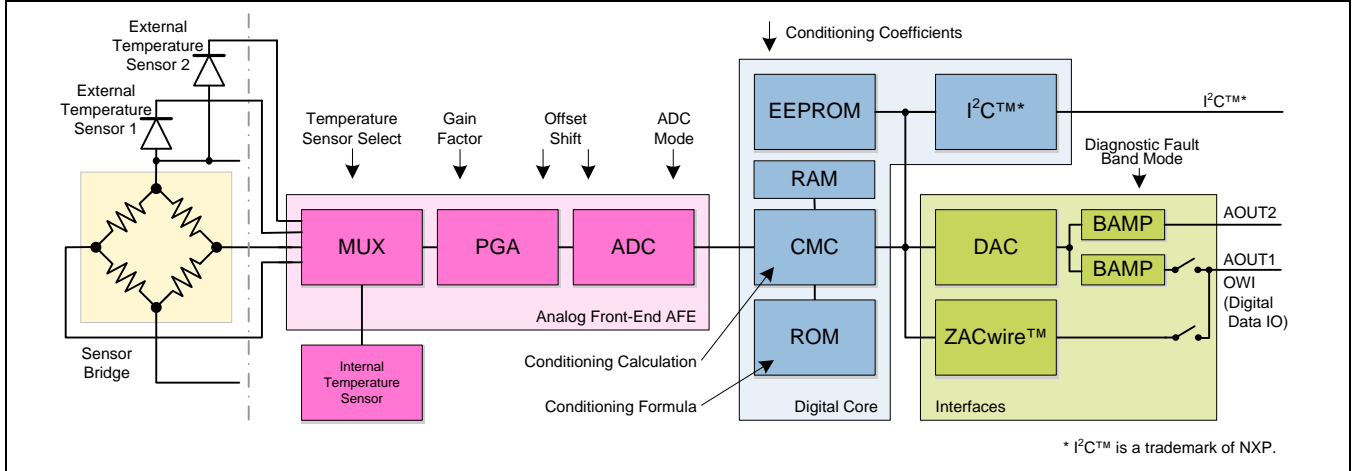 External
Temperature
Sensor 2
External
Temperature
Sensor 1
Sensor
Bridge
Temperature
Sensor Select
Gain
Factor
Offset
Shift
ADC
Mode
MUX
PGA
ADC
Analog Front-End AFE
Internal
Temperature
Sensor
Conditioning Coefficients
EEPROM
I²C™*
RAM
CMC
ROM
Conditioning Calculation
Conditioning Formula
Digital Core
I²C™*
Diagnostic Fault
Band Mode
DAC
BAMP
BAMP
ZACwire™
Interfaces
AOUT2
AOUT1
OWI
(Digital
Data IO)
* I²C™ is a trademark of NXP.